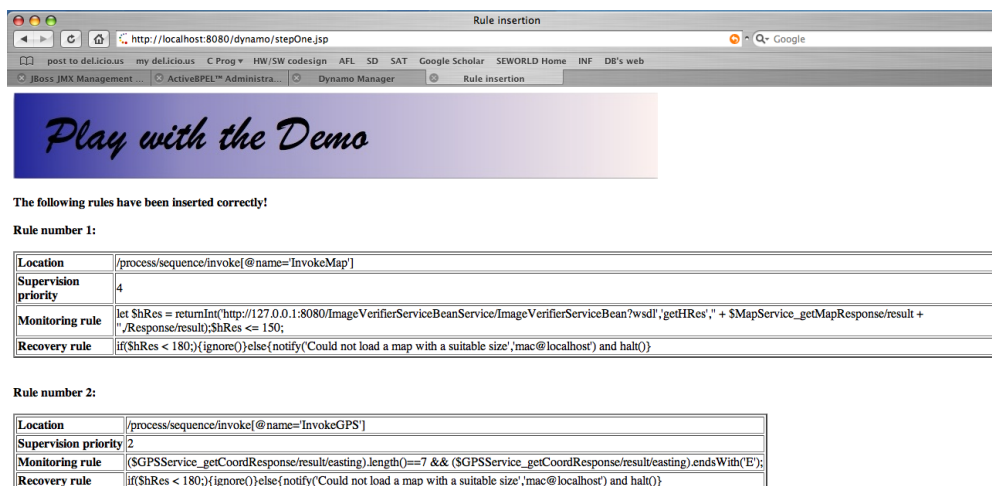 Rule insertion
http://localhost:8080/dynamo/stepOne.jsp
Google
post to del.icio.us my del.icio.us C Prog HW/SW codesign AFL SD SAT Google Scholar SEWORLD Home INF DB's web
JBoss JMX Management ... ActiveBPEL™ Administra... Dynamo Manager Rule insertion
Play with the Demo
The following rules have been inserted correctly!
Rule number 1:
Location /process/sequence/invoke[@name='InvokeMap']
Supervision
priority 4
Monitoring rule let $hRes = returnInt('http://127.0.0.1:8080/ImageVerifierServiceBeanService/ImageVerifierServiceBean?wsdl','getHRes','' + $MapService_getMapResponse/result +
'',/Response/result);$hRes <= 150;
Recovery rule if($hRes < 180;){ignore()}else{notify('Could not load a map with a suitable size','mac@localhost') and halt()}
Rule number 2:
Location /process/sequence/invoke[@name='InvokeGPS']
Supervision priority 2
Monitoring rule ($GPSService_getCoordResponse/result/easting).length()==7 && ($GPSService_getCoordResponse/result/easting).endsWith('E');
Recovery rule if($hRes < 180;){ignore()}else{notify('Could not load a map with a suitable size','mac@localhost') and halt()}